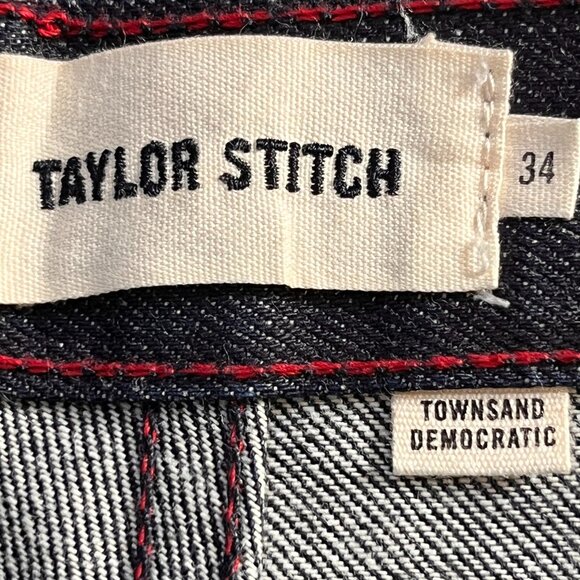 TAYLOR STITCH
34
TOWNSAND
DEMOCRATIC